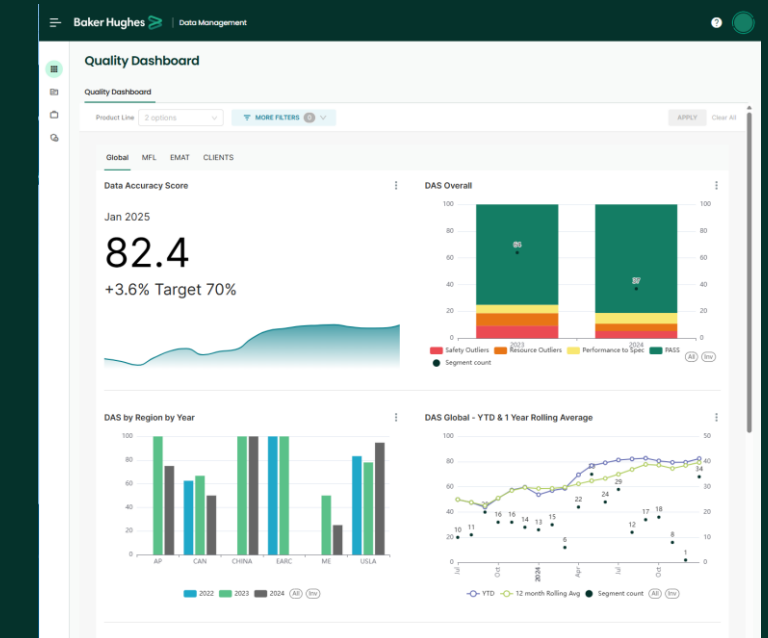 Baker Hughes
Data Management
?
Quality Dashboard
Quality Dashboard
Product Line
2 options
MORE FILTERS 0
APPLY
Clear All
Global
MFL
EMAT
CLIENTS
Data Accuracy Score
Jan 2025
82.4
+3.6% Target 70%
DAS Overall
100
80
60
40
20
0
100
80
60
40
20
0
2023
2024
Safety Outliers
Resource Outliers
Performance to Spec
PASS
All
Inv
Segment count
DAS by Region by Year
100
80
60
40
20
0
AP
CAN
CHINA
EARC
ME
USLA
2022
2023
2024
All
Inv
DAS Global - YTD & 1 Year Rolling Average
100
80
60
40
20
0
50
40
30
20
10
0
10
11
16
16
14
13
15
6
22
24
29
12
17
18
8
1
34
Jul
Oct
2024
Apr
Jul
Oct
YTD
12 month Rolling Avg
Segment count
All
Inv